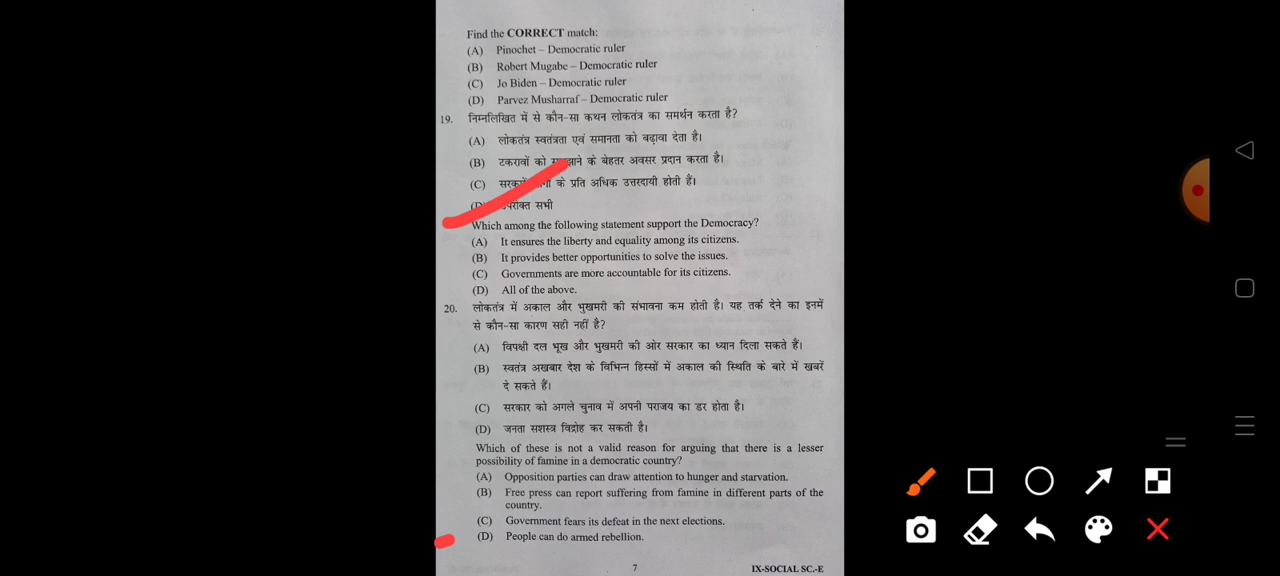 Find the CORRECT match:
(A) Pinochet – Democratic ruler
(B) Robert Mugabe – Democratic ruler
(C) Jo Biden – Democratic ruler
(D) Parvez Musharraf – Democratic ruler
19. निम्नलिखित में से कौन-सा कथन लोकतंत्र का समर्थन करता है?
(A) लोकतंत्र स्वतंत्रता एवं समानता को बढ़ावा देता है।
(B) टकरावों को के बेहतर अवसर प्रदान करता है।
(C) के प्रति अधिक उत्तरदायी होती हैं।
(D) उपरोक्त सभी
Which among the following statement support the Democracy?
(A) It ensures the liberty and equality among its citizens.
(B) It provides better opportunities to solve the issues.
(C) Governments are more accountable for its citizens.
(D) All of the above.
20. लोकतंत्र में अकाल और भुखमरी की संभावना कम होती है। यह तर्क देने का इनमें
से कौन-सा कारण सही नहीं है?
(A) विपक्षी दल भूख और भुखमरी की ओर सरकार का ध्यान दिला सकते हैं।
(B) स्वतंत्र अखबार देश के विभिन्न हिस्सों में अकाल की स्थिति के बारे में खबरें
दे सकते हैं।
(C) सरकार को अगले चुनाव में अपनी पराजय का डर होता है।
(D) जनता सशस्त्र विद्रोह कर सकती है।
Which of these is not a valid reason for arguing that there is a lesser
possibility of famine in a democratic country?
(A) Opposition parties can draw attention to hunger and starvation.
(B) Free press can report suffering from famine in different parts of the
country.
(C) Government fears its defeat in the next elections.
(D) People can do armed rebellion.
7 IX-SOCIAL SC.-E